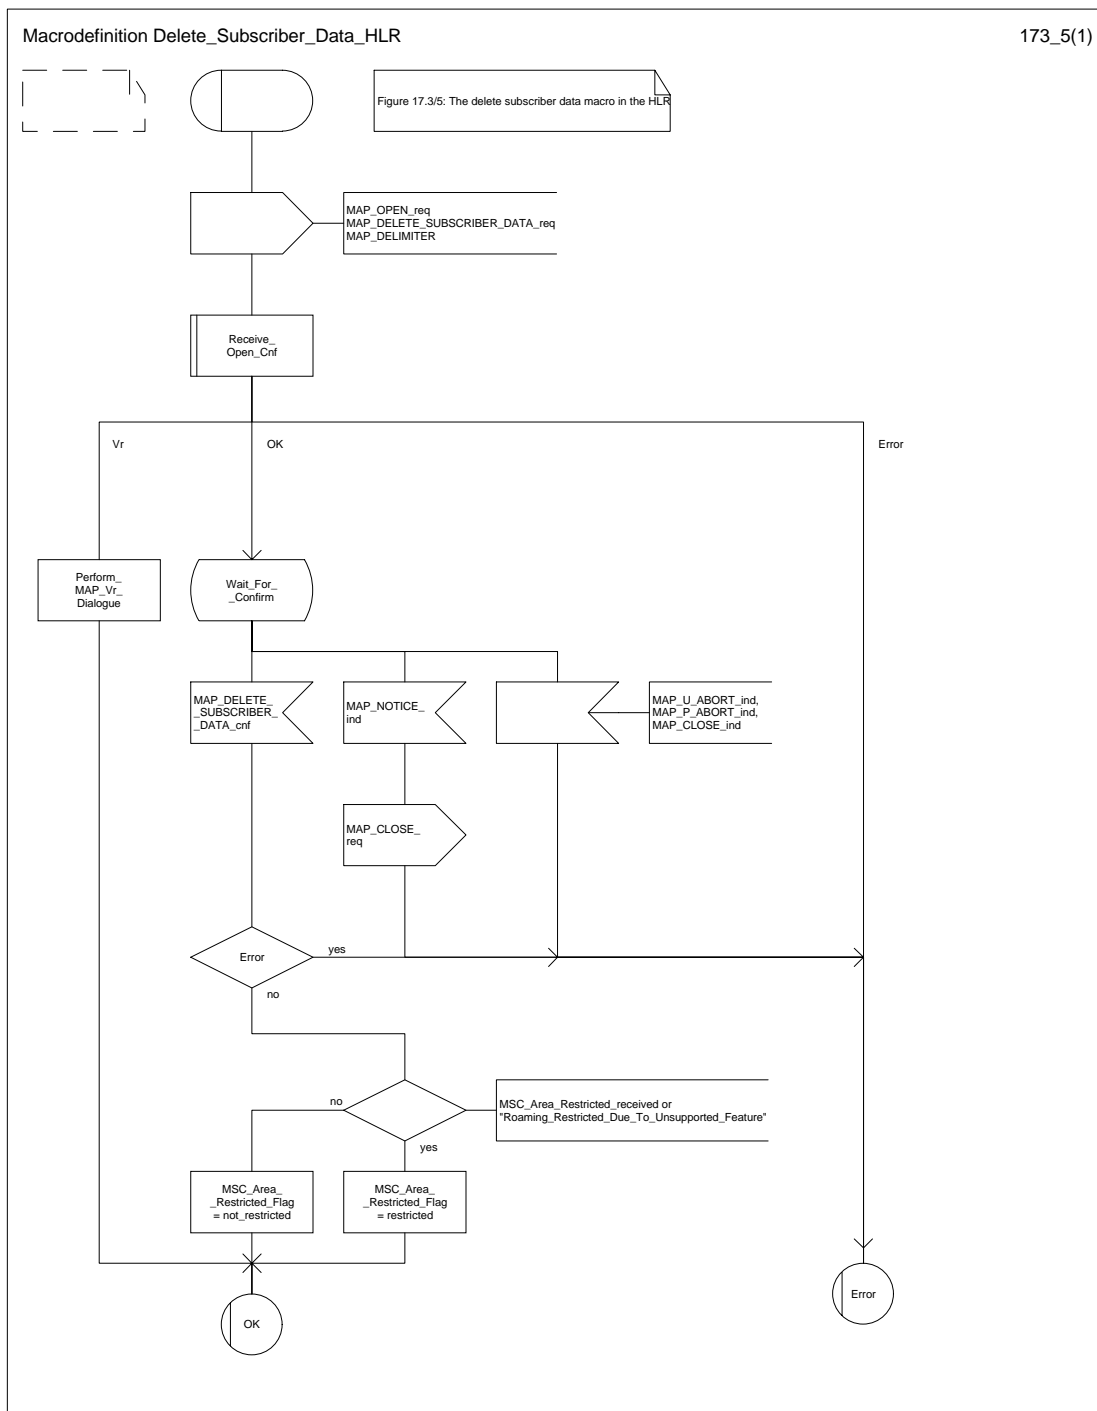 Macrodefinition Delete_Subscriber_Data_HLR
173_5(1)
Figure 17.3/5: The delete subscriber data macro in the HLR
MAP_OPEN_req
MAP_DELETE_SUBSCRIBER_DATA_req
MAP_DELIMITER
Receive_
Open_Cnf
Vr
OK
Error
Perform_
MAP_Vr_
Dialogue
Wait_For_
_Confirm
MAP_DELETE_
_SUBSCRIBER_
_DATA_cnf
MAP_NOTICE_
ind
MAP_U_ABORT_ind,
MAP_P_ABORT_ind,
MAP_CLOSE_ind
MAP_CLOSE_
req
Error
yes
no
no
MSC_Area_Restricted_received or
"Roaming_Restricted_Due_To_Unsupported_Feature"
yes
MSC_Area_
_Restricted_Flag
= not_restricted
MSC_Area_
_Restricted_Flag
= restricted
OK
Error